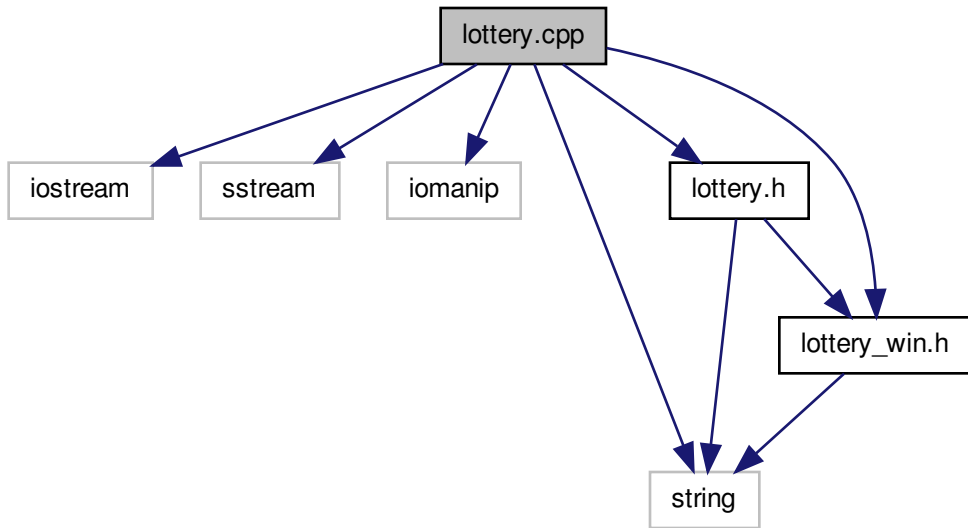 lottery.cpp
iostream
sstream
iomanip
lottery.h
lottery_win.h
string